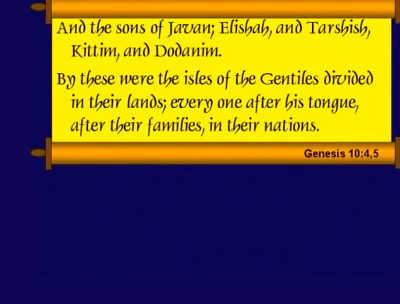 And the sons of Javan; Elishah, and Tarshish,
Kittim, and Dodanim.
By these were the isles of the Gentiles divided
in their lands; every one after his tongue,
after their families, in their nations.
Genesis 10:4,5